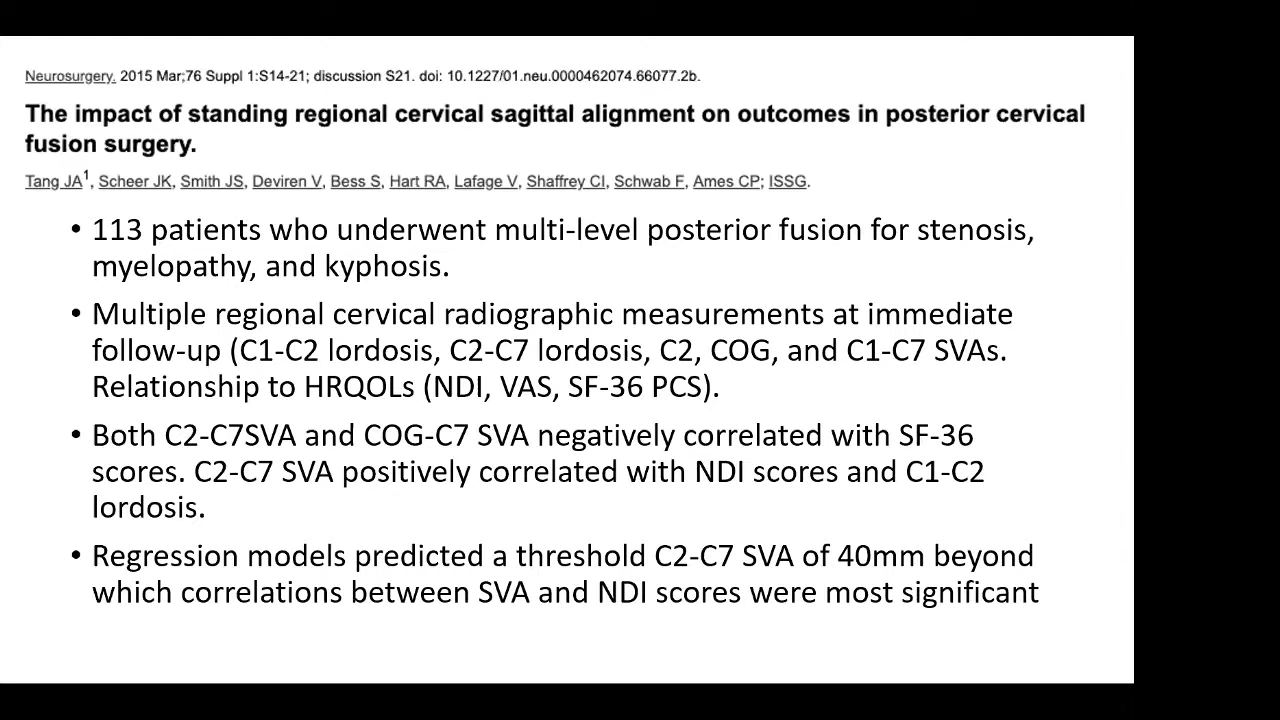 Neurosurgery. 2015 Mar;76 Suppl 1:S14-21; discussion S21. doi: 10.1227/01.neu.0000462074.66077.2b.
The impact of standing regional cervical sagittal alignment on outcomes in posterior cervical
fusion surgery.
Tang JA1, Scheer JK, Smith JS, Deviren V, Bess S, Hart RA, Lafage V, Shaffrey CI, Schwab F, Ames CP; ISSG.
• 113 patients who underwent multi-level posterior fusion for stenosis,
myelopathy, and kyphosis.
• Multiple regional cervical radiographic measurements at immediate
follow-up (C1-C2 lordosis, C2-C7 lordosis, C2, COG, and C1-C7 SVAs.
Relationship to HRQOLs (NDI, VAS, SF-36 PCS).
• Both C2-C7SVA and COG-C7 SVA negatively correlated with SF-36
scores. C2-C7 SVA positively correlated with NDI scores and C1-C2
lordosis.
• Regression models predicted a threshold C2-C7 SVA of 40mm beyond
which correlations between SVA and NDI scores were most significant